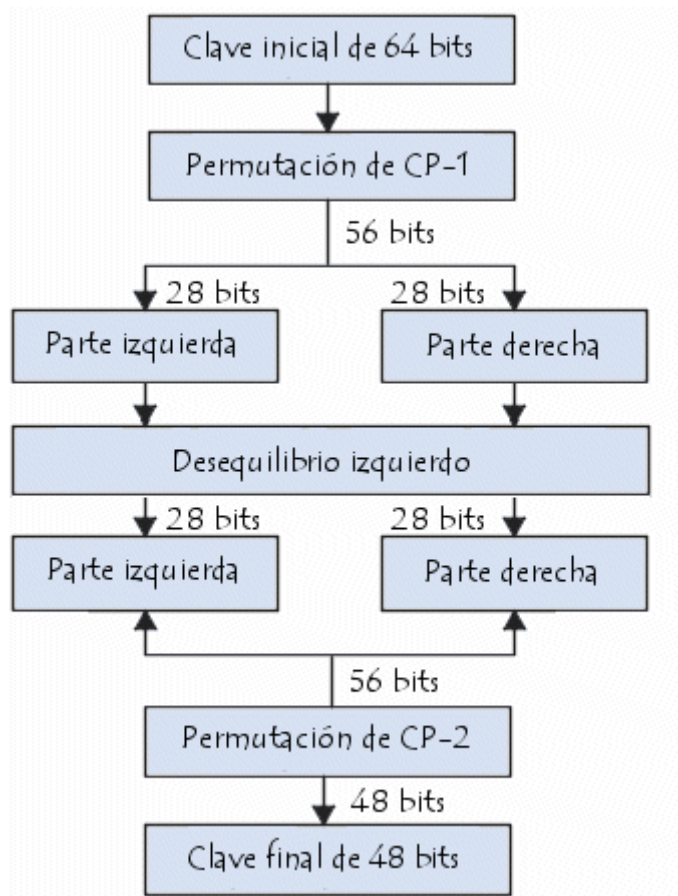 Clave inicial de 64 bits
Permutación de CP-1
56 bits
28 bits
28 bits
Parte izquierda
Parte derecha
Desequilibrio izquierdo
28 bits
28 bits
Parte izquierda
Parte derecha
56 bits
Permutación de CP-2
48 bits
Clave final de 48 bits